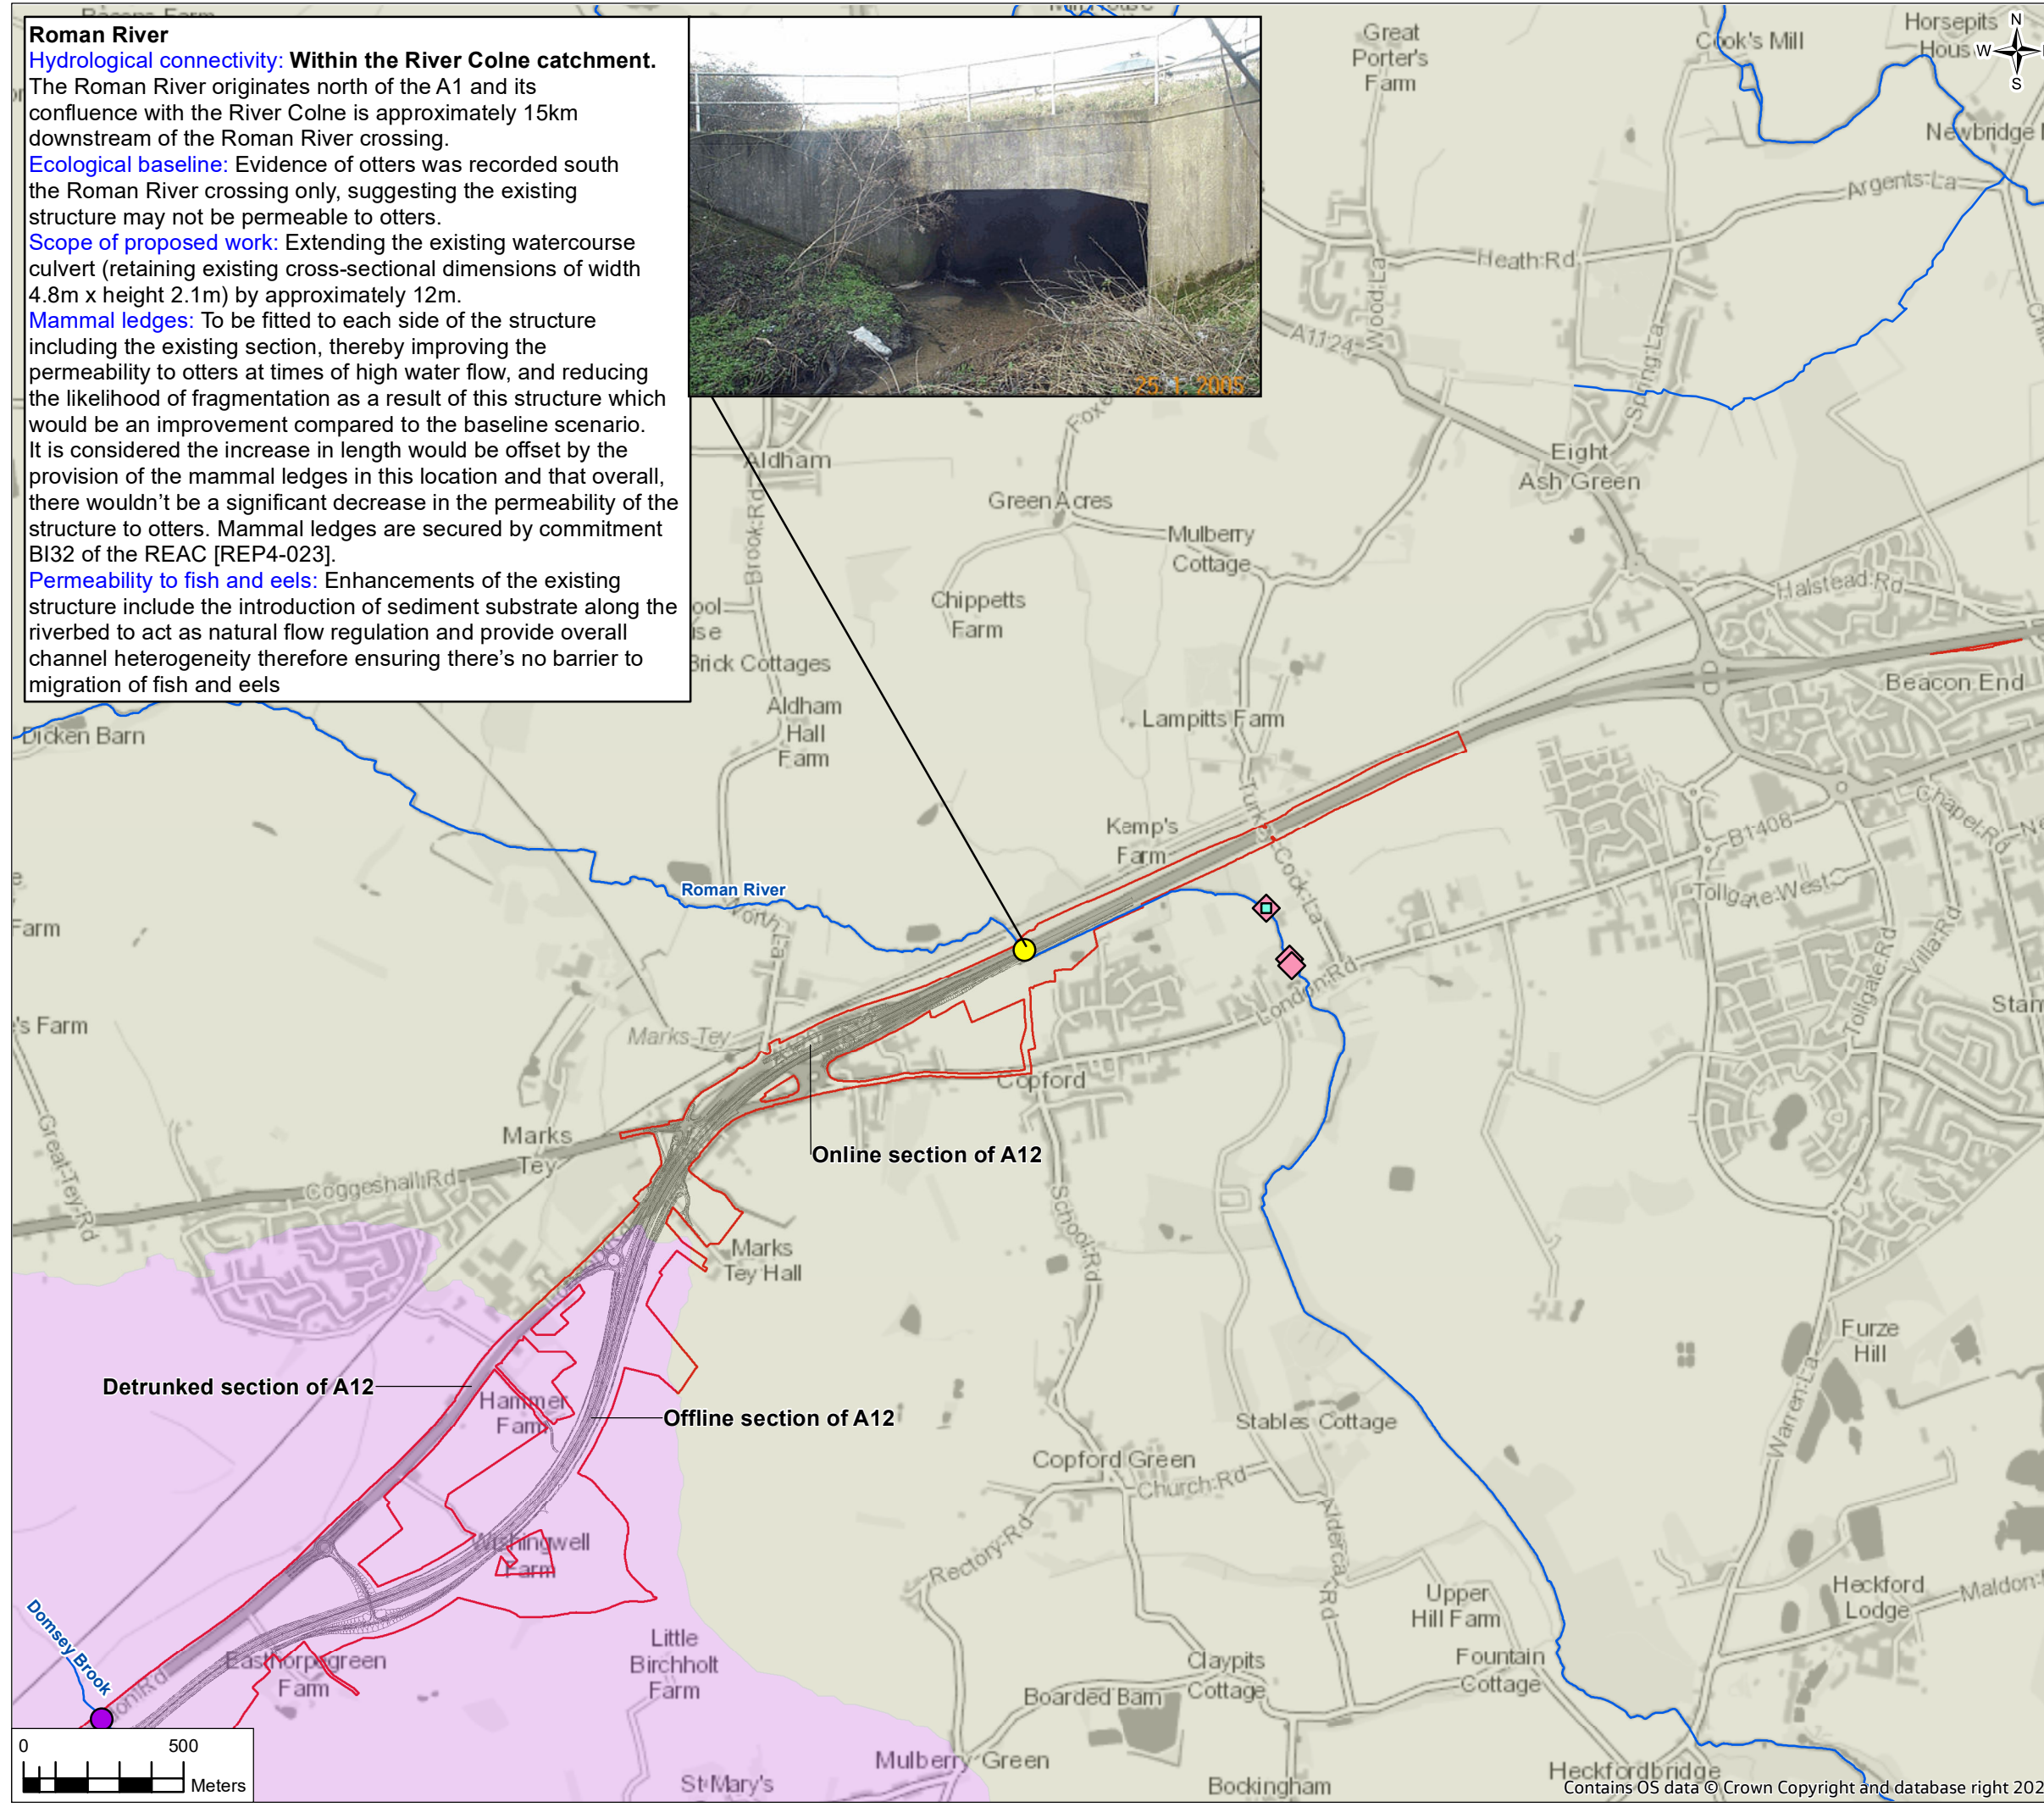 Roman River
Hydrological connectivity: Within the River Colne catchment.
The Roman River originates north of the A1 and its
confluence with the River Colne is approximately 15km
downstream of the Roman River crossing.
Ecological baseline: Evidence of otters was recorded south
the Roman River crossing only, suggesting the existing
structure may not be permeable to otters.
Scope of proposed work: Extending the existing watercourse
culvert (retaining existing cross-sectional dimensions of width
4.8m x height 2.1m) by approximately 12m.
Mammal ledges: To be fitted to each side of the structure
including the existing section, thereby improving the
permeability to otters at times of high water flow, and reducing
the likelihood of fragmentation as a result of this structure which
would be an improvement compared to the baseline scenario.
It is considered the increase in length would be offset by the
provision of the mammal ledges in this location and that overall,
there wouldn't be a significant decrease in the permeability of the
structure to otters. Mammal ledges are secured by commitment
BI32 of the REAC [REP4-023].
Permeability to fish and eels: Enhancements of the existing
structure include the introduction of sediment substrate along the
riverbed to act as natural flow regulation and provide overall
channel heterogeneity therefore ensuring there's no barrier to
migration of fish and eels
25.1.2005
Great
Porter's
Farm
Cook's Mill
Horsepits
N
W
S
Newbridge
Argents La
Heath Rd
Wood La
A1124
Spring La
Eight
Ash Green
Aldham
Brook Rd
Green Acres
Mulberry
Cottage
Chippetts
Farm
Halstead Rd
Brick Cottages
Beacon End
Aldham
Hall
Farm
Lampitts Farm
Dicken Barn
Kemp's
Farm
Turks Cock La
B1408
Chapel Rd
Tollgate West
Roman River
North La
Farm
Villa Rd
Tollgate Rd
London Rd
's Farm
Marks Tey
Stan
Copford
Marks
Tey
Online section of A12
Coggeshall Rd
Great Tey Rd
School Rd
Marks
Tey Hall
Furze
Hill
Detrunked section of A12
Hammer
Farm
Offline section of A12
Stables Cottage
Warren La
Copford Green
Church Rd
Wishingwell
Farm
Rectory Rd
Upper
Hill Farm
Heckford
Lodge
Maldon
Domsey Brook
Easthorpegreen
Farm
Little
Birchholt
Farm
Claypits
Cottage
Fountain
Cottage
Boarded Barn
0 500
Meters
Mulberry Green
St Mary's
Bockingham
Heckfordbridge
Contains OS data © Crown Copyright and database right 202